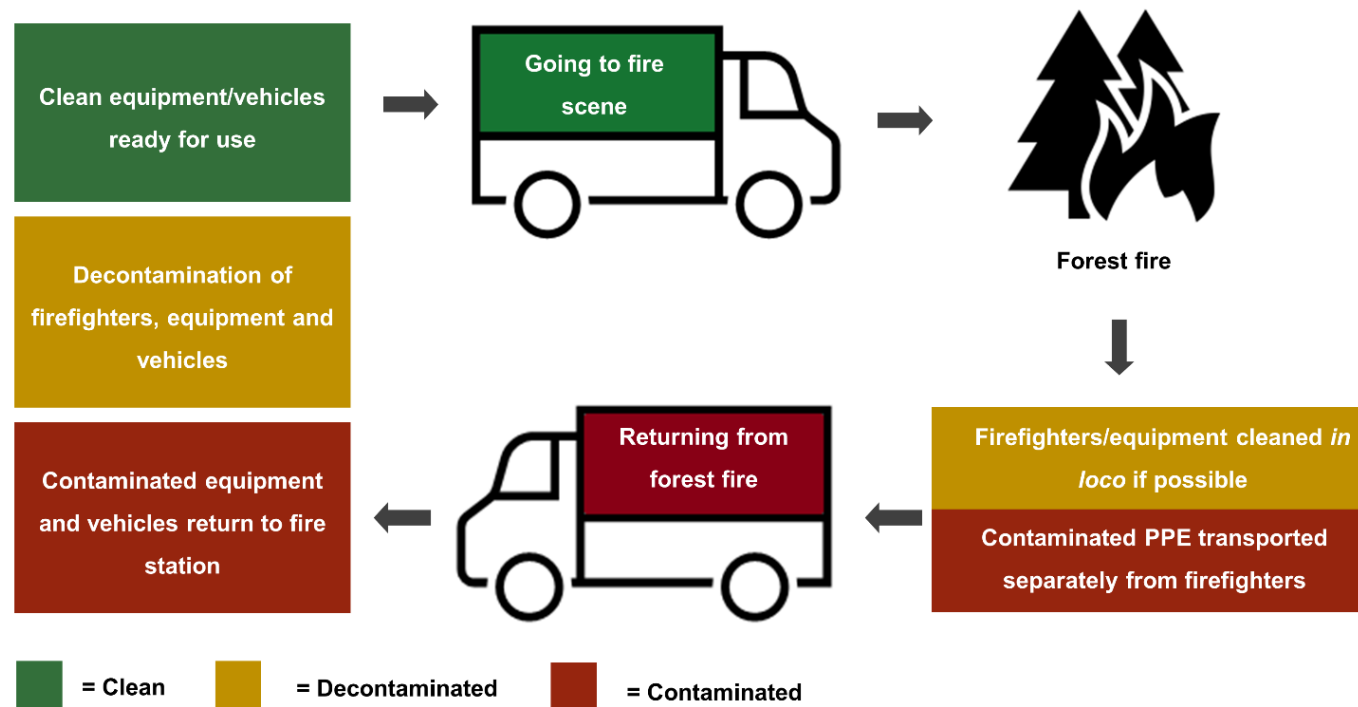 Clean equipment/vehicles
ready for use
Going to fire
scene
Forest fire
Decontamination of
firefighters, equipment and
vehicles
Contaminated equipment
and vehicles return to fire
station
Returning from
forest fire
Firefighters/equipment cleaned in
loco if possible
Contaminated PPE transported
separately from firefighters
= Clean
= Decontaminated
= Contaminated